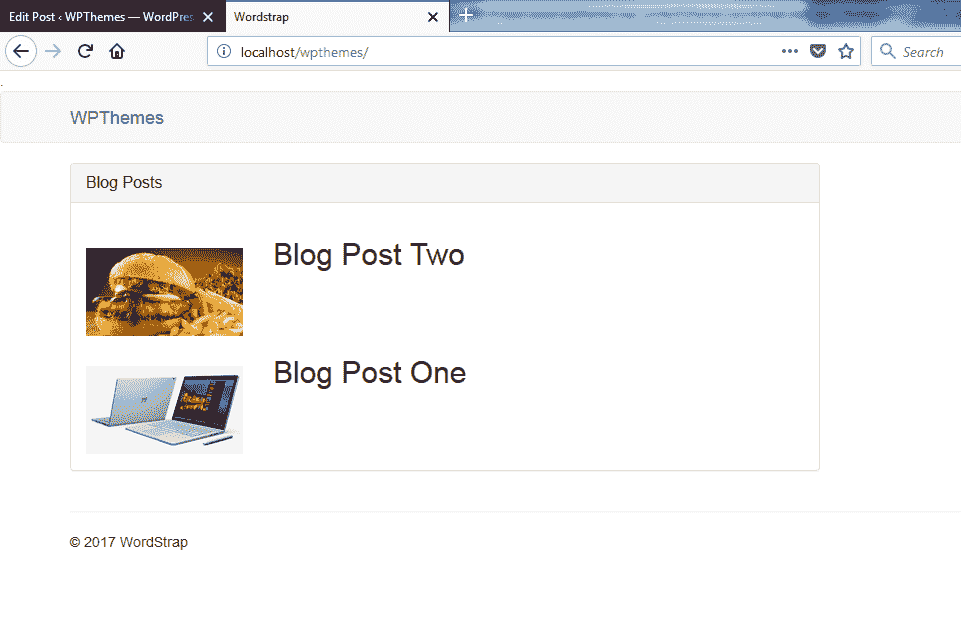 Edit Post ‹ WPThemes — WordPres
Wordstrap
localhost/wpthemes/
Search
WPThemes
Blog Posts
Blog Post Two
Blog Post One
© 2017 WordStrap